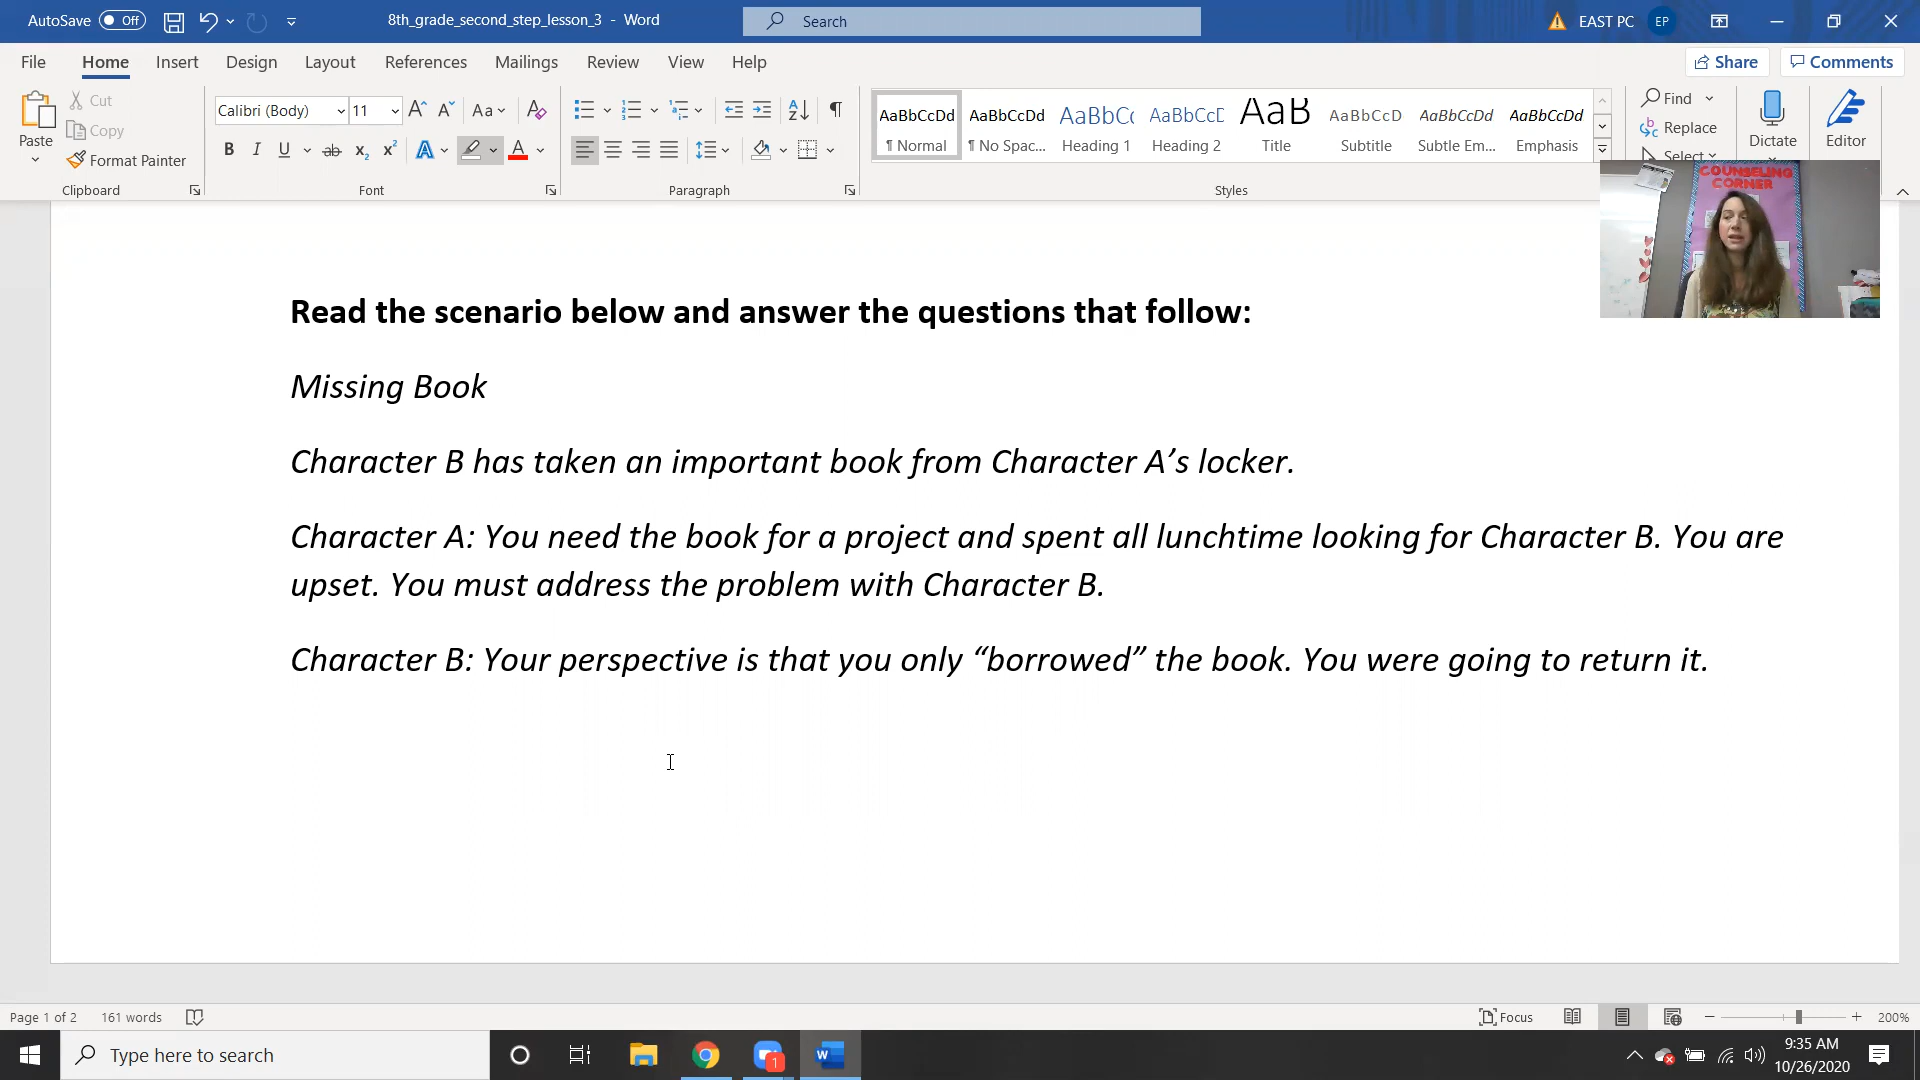 AutoSave Off 8th_grade_second_step_lesson_3 - Word Search EAST PC EP
File Home Insert Design Layout References Mailings Review View Help Share Comments
Paste Cut Copy Format Painter
Calibri (Body) 11 Aa
B I U ab x₂ x² A A
AaBbCcDd AaBbCcDd AaBbCc AaBbCcD AaB AaBbCcD AaBbCcDd AaBbCcDd
¶ Normal ¶ No Spac... Heading 1 Heading 2 Title Subtitle Subtle Em... Emphasis
Find Replace Select Dictate Editor
Clipboard Font Paragraph Styles
COUNSELING
CORNER
Read the scenario below and answer the questions that follow:
Missing Book
Character B has taken an important book from Character A’s locker.
Character A: You need the book for a project and spent all lunchtime looking for Character B. You are
upset. You must address the problem with Character B.
Character B: Your perspective is that you only “borrowed” the book. You were going to return it.
Page 1 of 2 161 words Focus 200%
Type here to search 1 W 9:35 AM
10/26/2020